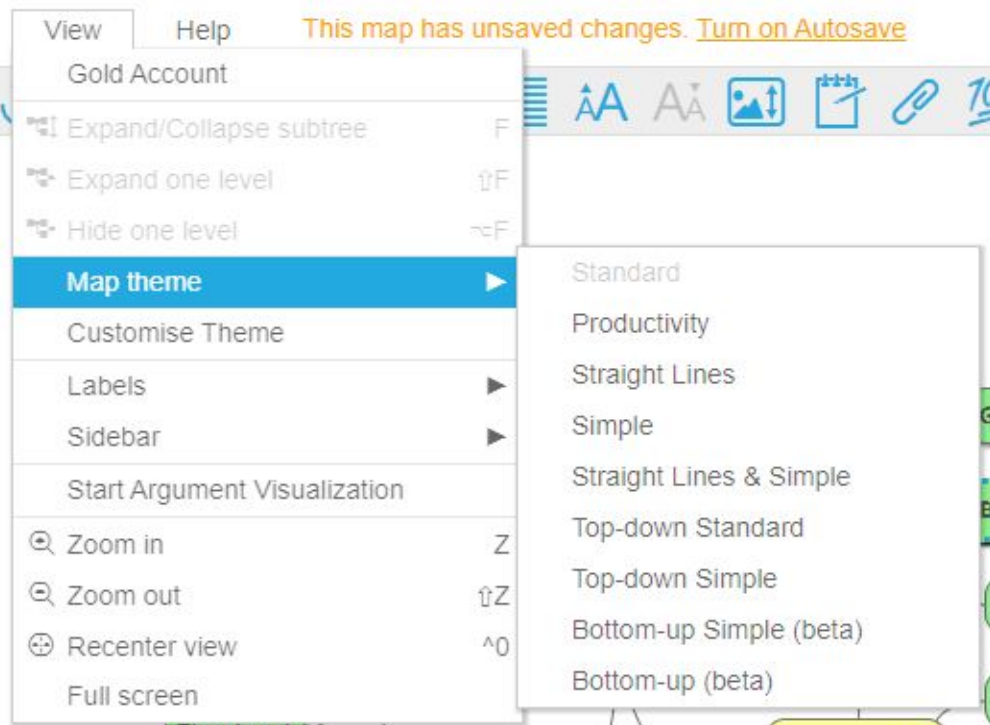 View Help This map has unsaved changes. Turn on Autosave
Gold Account
Expand/Collapse subtree F
Expand one level ⇧F
Hide one level ⌥F
Map theme ▶
Customise Theme
Labels ▶
Sidebar ▶
Start Argument Visualization
Zoom in Z
Zoom out ⇧Z
Recenter view ^0
Full screen
Standard
Productivity
Straight Lines
Simple
Straight Lines & Simple
Top-down Standard
Top-down Simple
Bottom-up Simple (beta)
Bottom-up (beta)